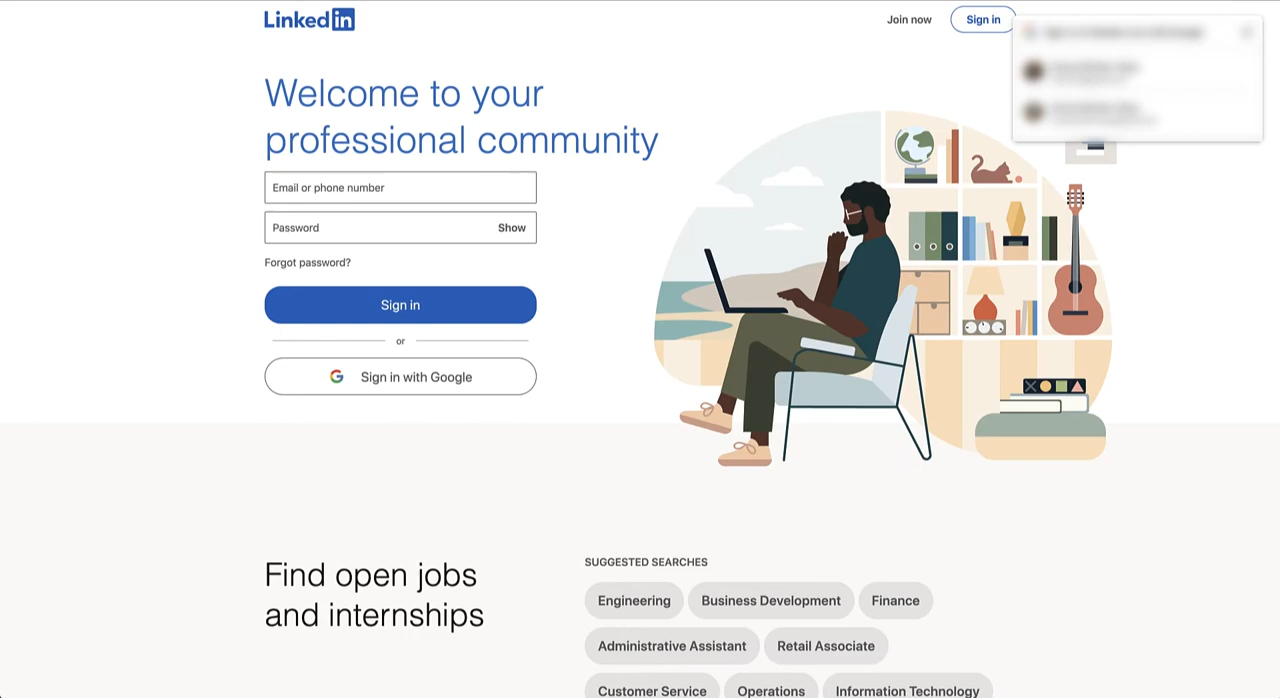 LinkedIn
Join now
Sign in
Welcome to your
professional community
Email or phone number
Password
Show
Forgot password?
Sign in
or
Sign in with Google
Find open jobs
and internships
SUGGESTED SEARCHES
Engineering
Business Development
Finance
Administrative Assistant
Retail Associate
Customer Service
Operations
Information Technology